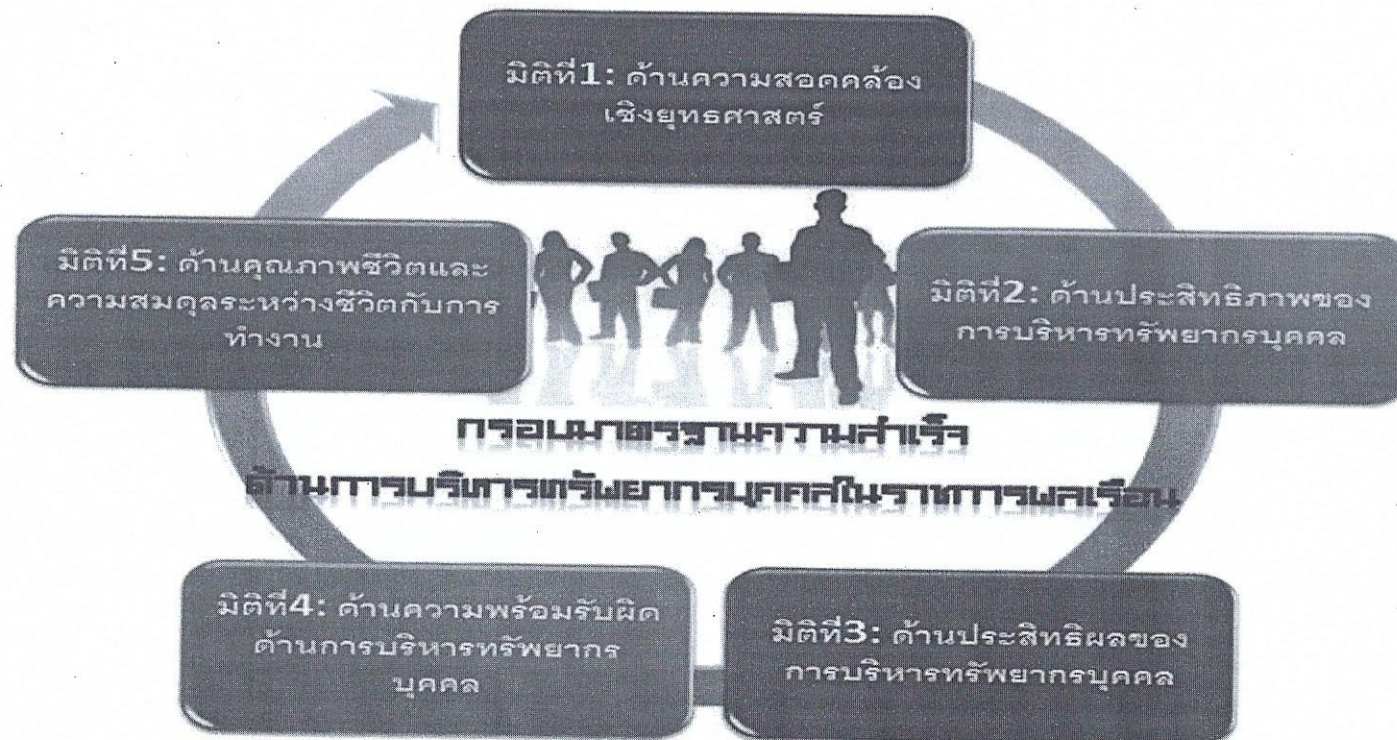 มิติที่1: ด้านความสอดคล้อง
เชิงยุทธศาสตร์
มิติที่2: ด้านประสิทธิภาพของ
การบริหารทรัพยากรบุคคล
มิติที่3: ด้านประสิทธิผลของ
การบริหารทรัพยากรบุคคล
มิติที่4: ด้านความพร้อมรับผิด
ด้านการบริหารทรัพยากร
บุคคล
มิติที่5: ด้านคุณภาพชีวิตและ
ความสมดุลระหว่างชีวิตกับการ
ทำงาน
กรอบมาตรฐานความสำเร็จ
ด้านการบริหารทรัพยากรบุคคลในราชการพลเรือน